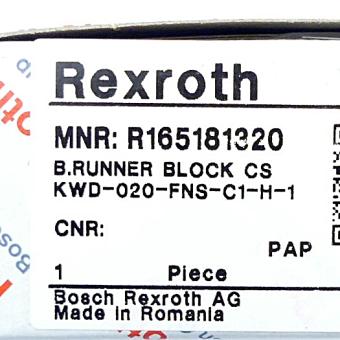 Rexroth
MNR: R165181320
B.RUNNER BLOCK CS
KWD-020-FNS-C1-H-1
CNR:
PAP
1 Piece
Bosch Rexroth AG
Made in Romania